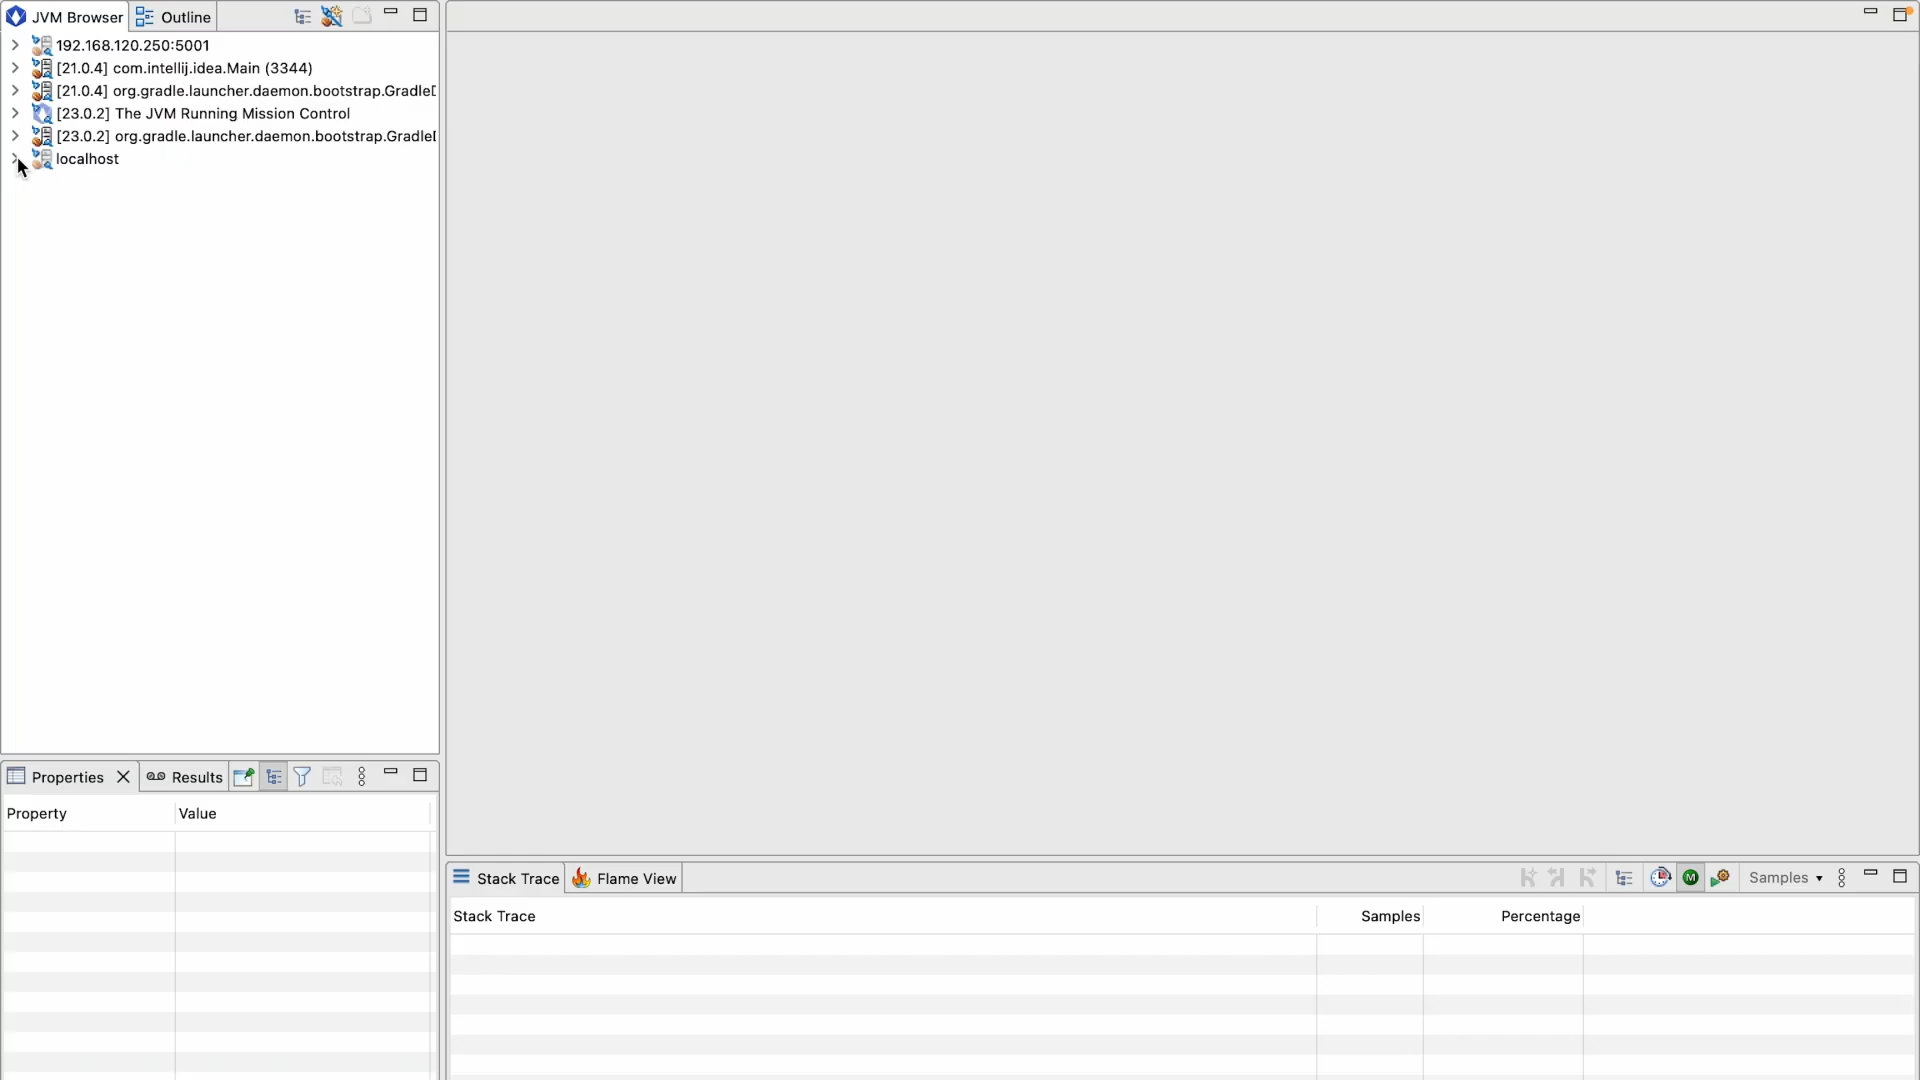 JVM Browser
Outline
192.168.120.250:5001
[21.0.4] com.intellij.idea.Main (3344)
[21.0.4] org.gradle.launcher.daemon.bootstrap.Gradle
[23.0.2] The JVM Running Mission Control
[23.0.2] org.gradle.launcher.daemon.bootstrap.Gradle
localhost
Properties
Results
Property Value
Stack Trace
Flame View
Samples
Stack Trace Samples Percentage